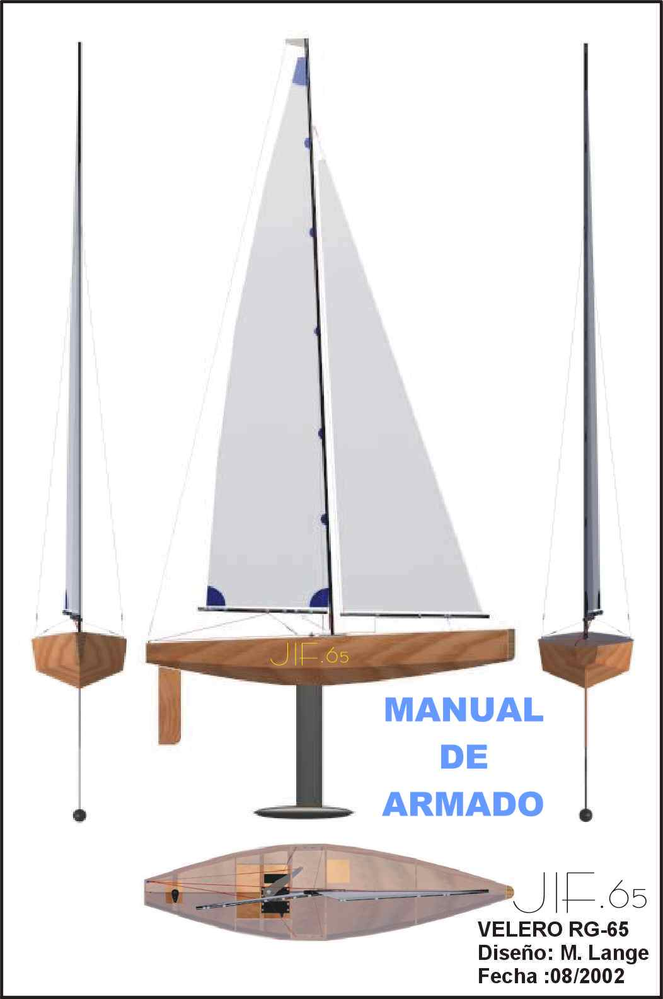 JIF.65
MANUAL
DE
ARMADO
JIF.65
VELERO RG-65
Diseño: M. Lange
Fecha :08/2002